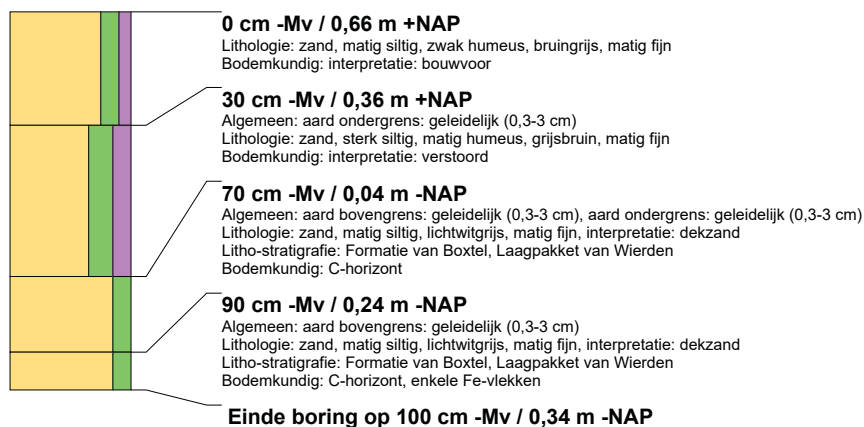 0 cm -Mv / 0,66 m +NAP
Lithologie: zand, matig siltig, zwak humeus, bruingrijs, matig fijn
Bodemkundig: interpretatie: bouwvoor
30 cm -Mv / 0,36 m +NAP
Algemeen: aard ondergrens: geleidelijk (0,3-3 cm)
Lithologie: zand, sterk siltig, matig humeus, grijsbruin, matig fijn
Bodemkundig: interpretatie: verstoord
70 cm -Mv / 0,04 m -NAP
Algemeen: aard bovengrens: geleidelijk (0,3-3 cm), aard ondergrens: geleidelijk (0,3-3 cm)
Lithologie: zand, matig siltig, lichtwitgrijs, matig fijn, interpretatie: dekzand
Litho-stratigrafie: Formatie van Boxtel, Laagpakket van Wierden
Bodemkundig: C-horizont
90 cm -Mv / 0,24 m -NAP
Algemeen: aard bovengrens: geleidelijk (0,3-3 cm)
Lithologie: zand, matig siltig, lichtwitgrijs, matig fijn, interpretatie: dekzand
Litho-stratigrafie: Formatie van Boxtel, Laagpakket van Wierden
Bodemkundig: C-horizont, enkele Fe-vlekken
Einde boring op 100 cm -Mv / 0,34 m -NAP